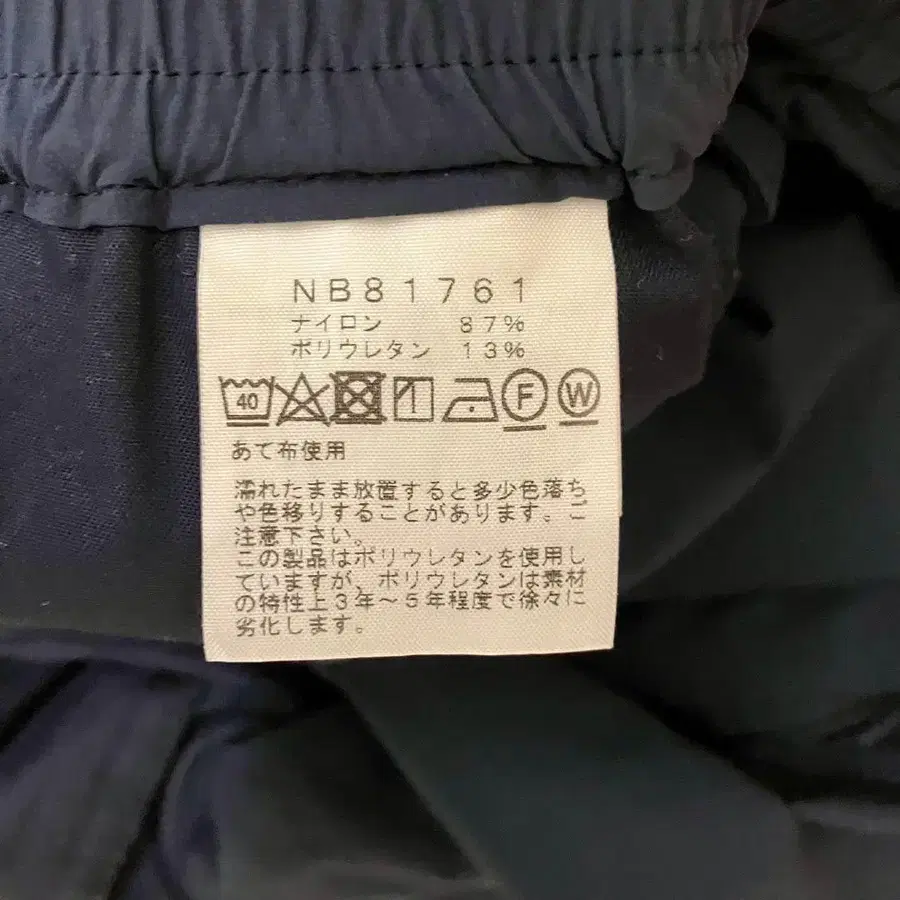 NB81761
ナイロン 87%
ポリウレタン 13%
40 F W
あて布使用
濡れたまま放置すると多少色落ち
や色移りすることがあります。ご
注意下さい。
この製品はポリウレタンを使用し
ていますが、ポリウレタンは素材
の特性上3年〜5年程度で徐々に
劣化します。